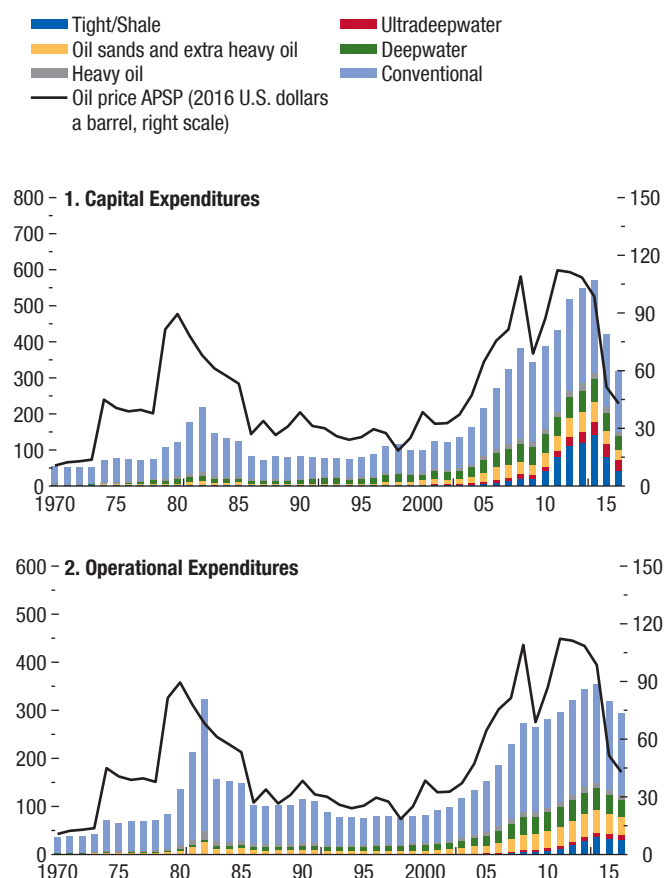 Tight/Shale
Oil sands and extra heavy oil
Heavy oil
Oil price APSP (2016 U.S. dollars
a barrel, right scale)
Ultradeepwater
Deepwater
Conventional
1. Capital Expenditures
800
700
600
500
400
300
200
100
0
150
120
90
60
30
0
1970 75 80 85 90 95 2000 05 10 15
2. Operational Expenditures
600
500
400
300
200
100
0
150
120
90
60
30
0
1970 75 80 85 90 95 2000 05 10 15